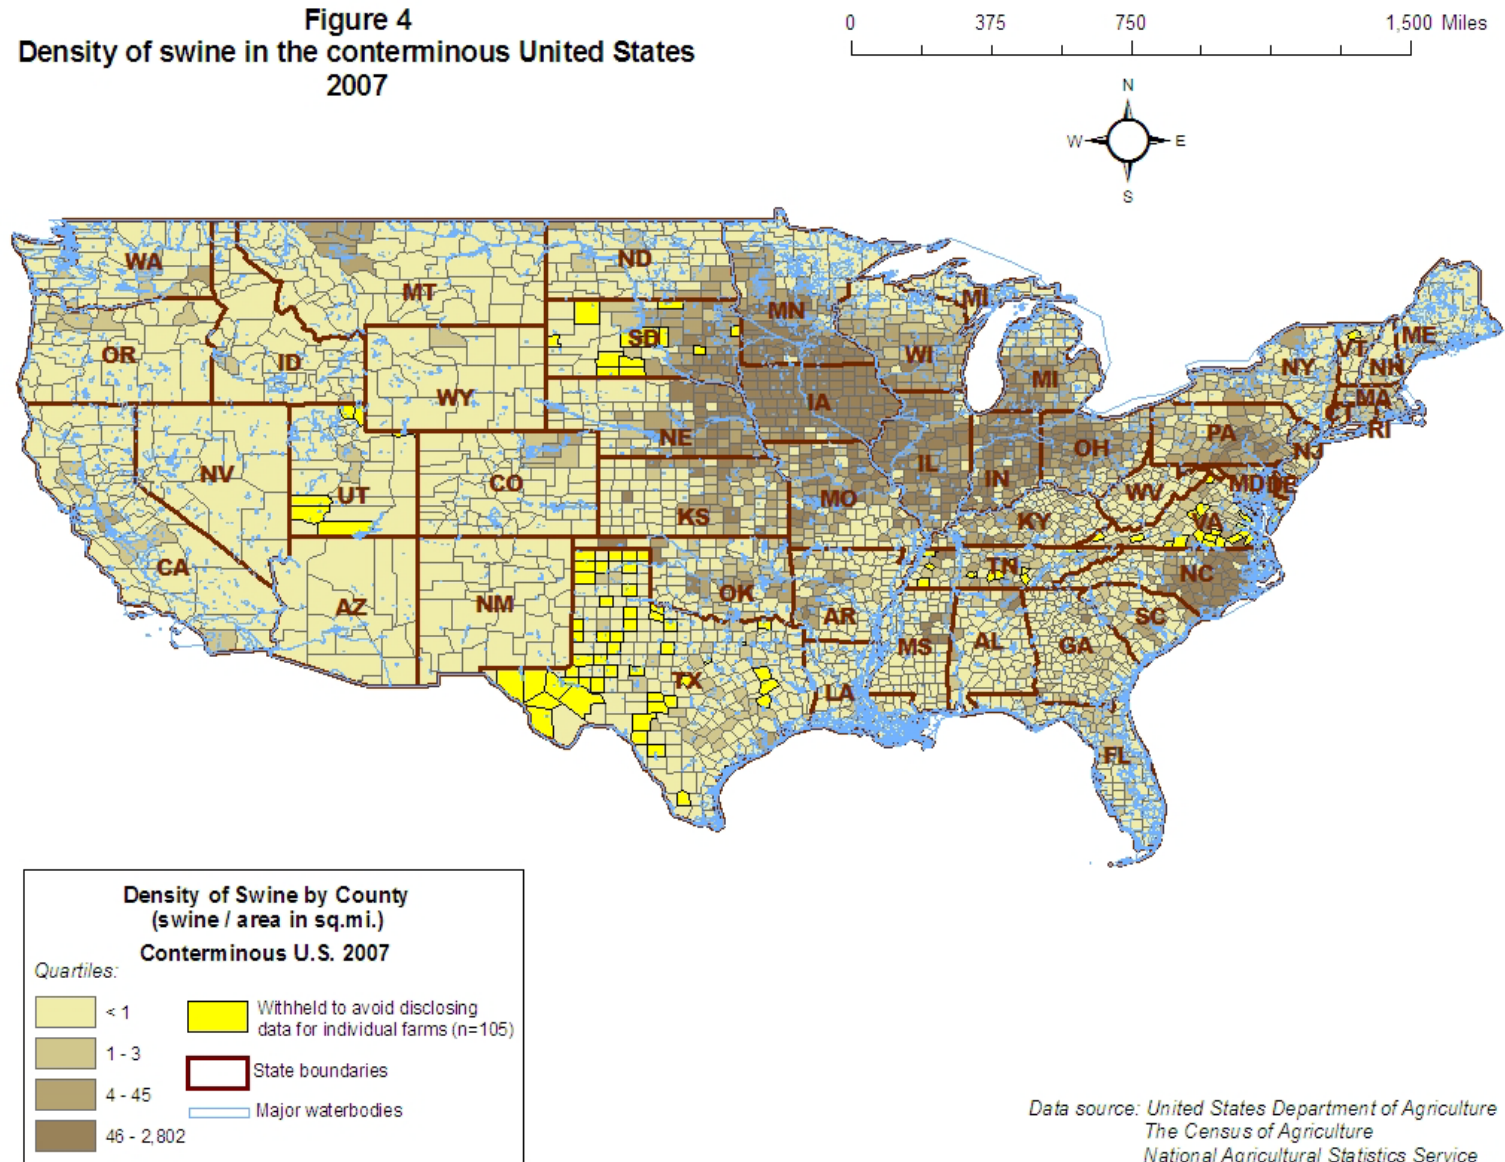 Figure 4
Density of swine in the conterminous United States
2007
0 375 750 1,500 Miles
N
W E
S
WA
MT
ND
MN
MI
ME
OR
ID
SD
WI
MI
NY
VT
NH
WY
IA
MA
CT
RI
NV
UT
CO
NE
IL
IN
OH
PA
NJ
CA
KS
MO
KY
WV
MD
DE
VA
AZ
NM
OK
AR
TN
NC
TX
LA
MS
AL
GA
SC
FL
Density of Swine by County
(swine / area in sq.mi.)
Conterminous U.S. 2007
Quartiles:
< 1
1 - 3
4 - 45
46 - 2,802
Withheld to avoid disclosing
data for individual farms (n=105)
State boundaries
Major waterbodies
Data source: United States Department of Agriculture
The Census of Agriculture
National Agricultural Statistics Service